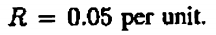 R = 0.05 per unit.